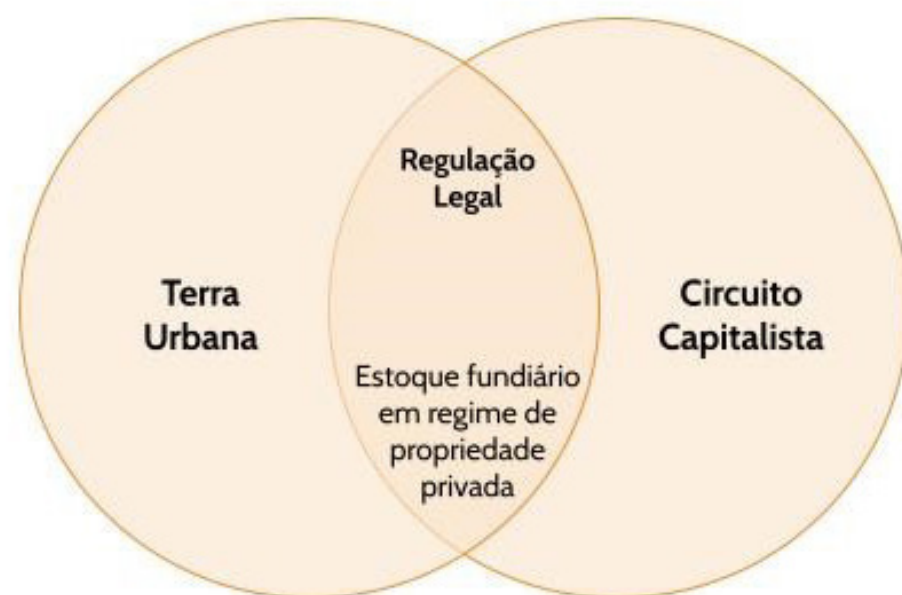 Regulação
Legal
Terra
Urbana
Circuito
Capitalista
Estoque fundiário
em regime de
propriedade
privada